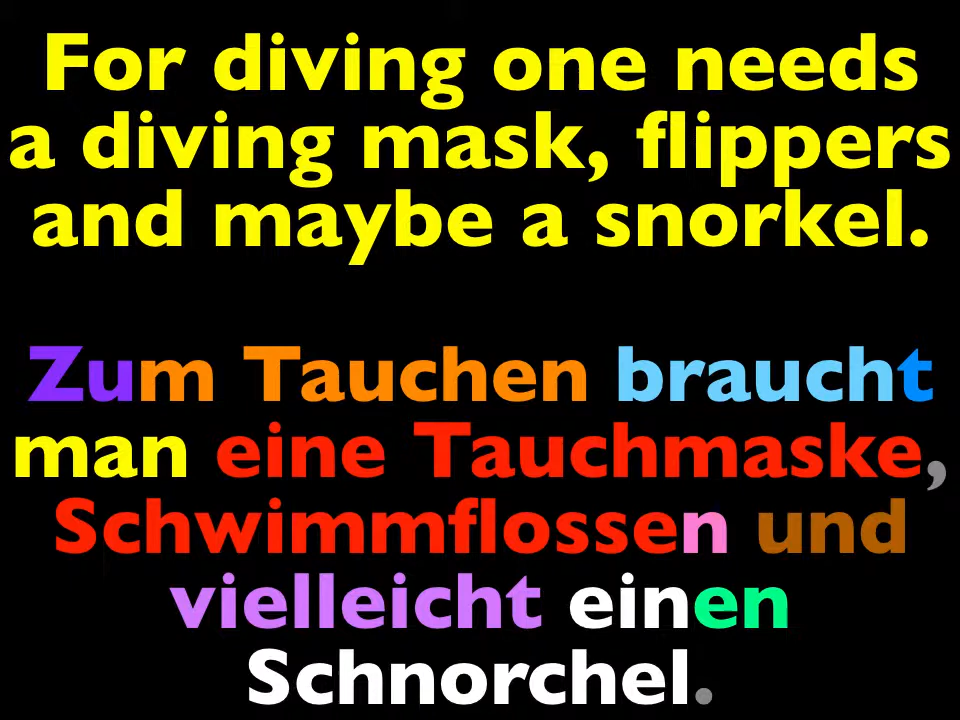 For diving one needs
a diving mask, flippers
and maybe a snorkel.
Zum Tauchen braucht
man eine Tauchmaske,
Schwimmflossen und
vielleicht einen
Schnorchel.